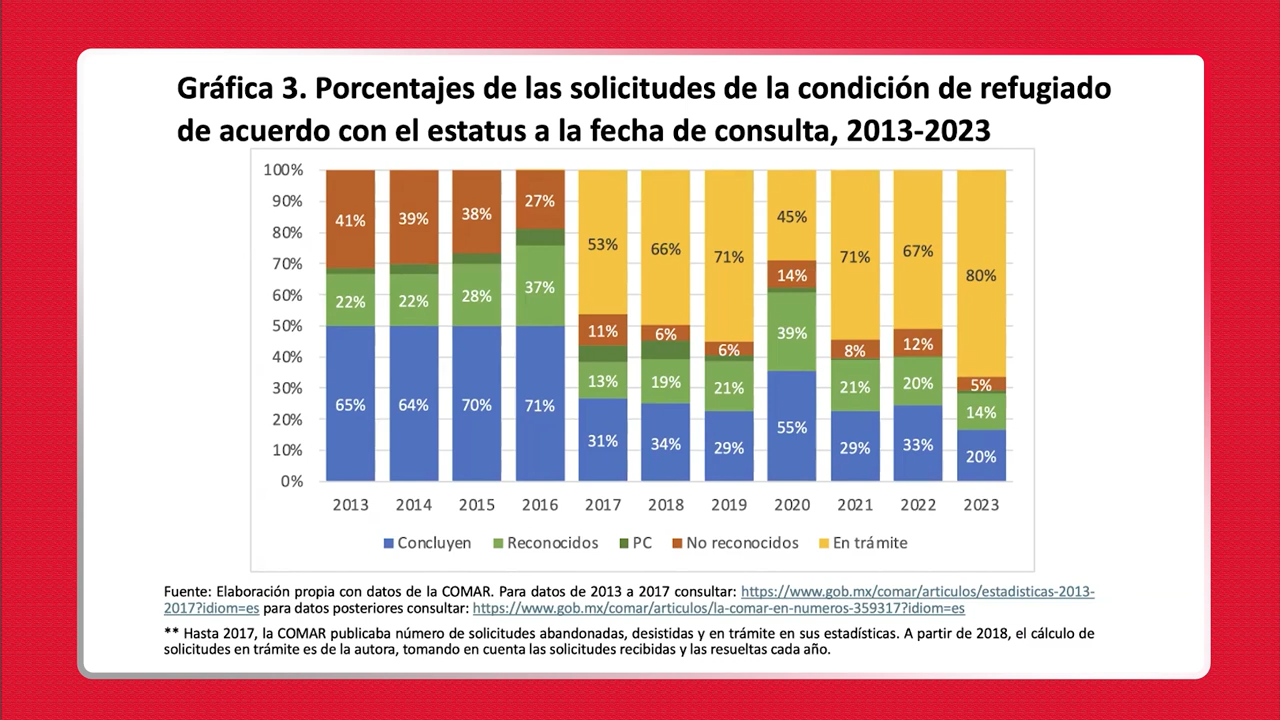 Gráfica 3. Porcentajes de las solicitudes de la condición de refugiado
de acuerdo con el estatus a la fecha de consulta, 2013-2023
100%
90%
80%
70%
60%
50%
40%
30%
20%
10%
0%
41% 39% 38% 27% 53% 66% 71% 45% 71% 67% 80%
11% 6% 6% 14% 8% 12% 5%
22% 22% 28% 37% 13% 19% 21% 39% 21% 20% 14%
65% 64% 70% 71% 31% 34% 29% 55% 29% 33% 20%
2013 2014 2015 2016 2017 2018 2019 2020 2021 2022 2023
Concluyen Reconocidos PC No reconocidos En trámite
Fuente: Elaboración propia con datos de la COMAR. Para datos de 2013 a 2017 consultar: https://www.gob.mx/comar/articulos/estadisticas-2013-
2017?idiom=es para datos posteriores consultar: https://www.gob.mx/comar/articulos/la-comar-en-numeros-359317?idiom=es
** Hasta 2017, la COMAR publicaba número de solicitudes abandonadas, desistidas y en trámite en sus estadísticas. A partir de 2018, el cálculo de
solicitudes en trámite es de la autora, tomando en cuenta las solicitudes recibidas y las resueltas cada año.